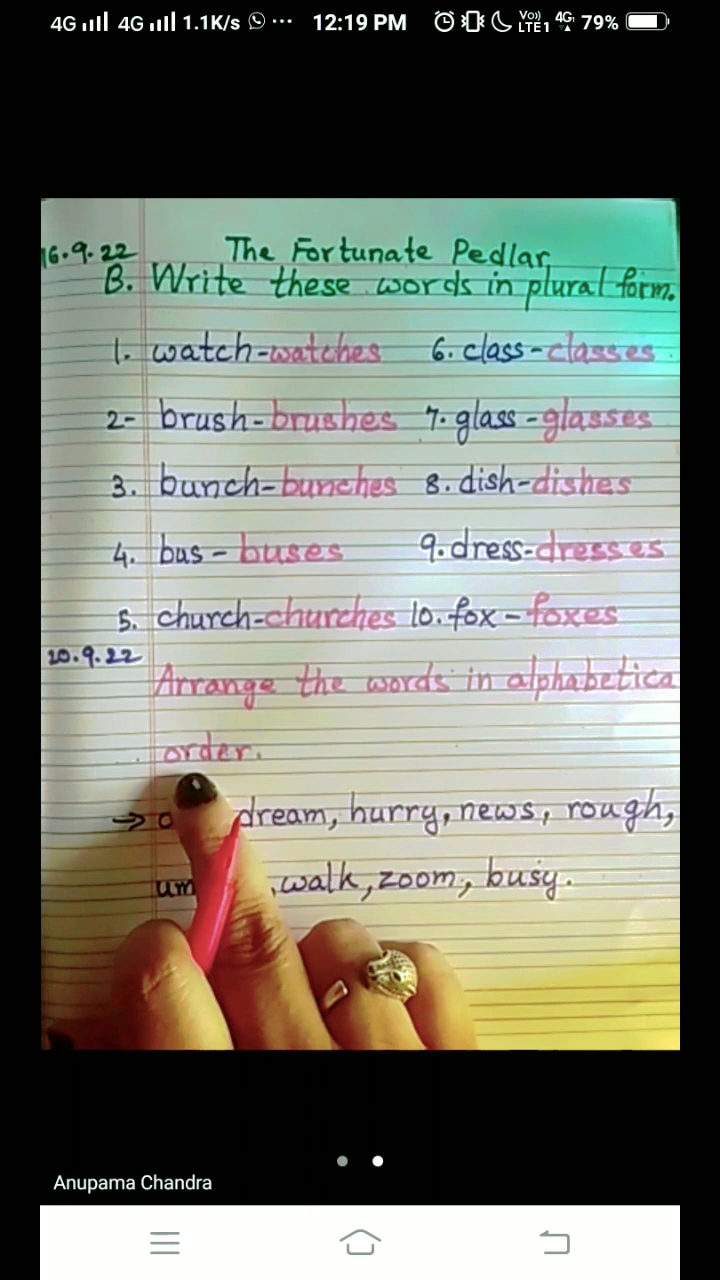 4G 4G 1.1K/s ... 12:19 PM Vo)) LTE1 4G 79%
16.9.22 The Fortunate Pedlar
B. Write these words in plural form.
1. watch-watches 6. class-classes
2- brush-brushes 7. glass-glasses
3. bunch-bunches 8. dish-dishes
4. bus-buses 9. dress-dresses
5. church-churches 10. fox-foxes
20.9.22
Arrange the words in alphabetica
order.
→ dream, hurry, news, rough,
, walk, zoom, busy.
Anupama Chandra